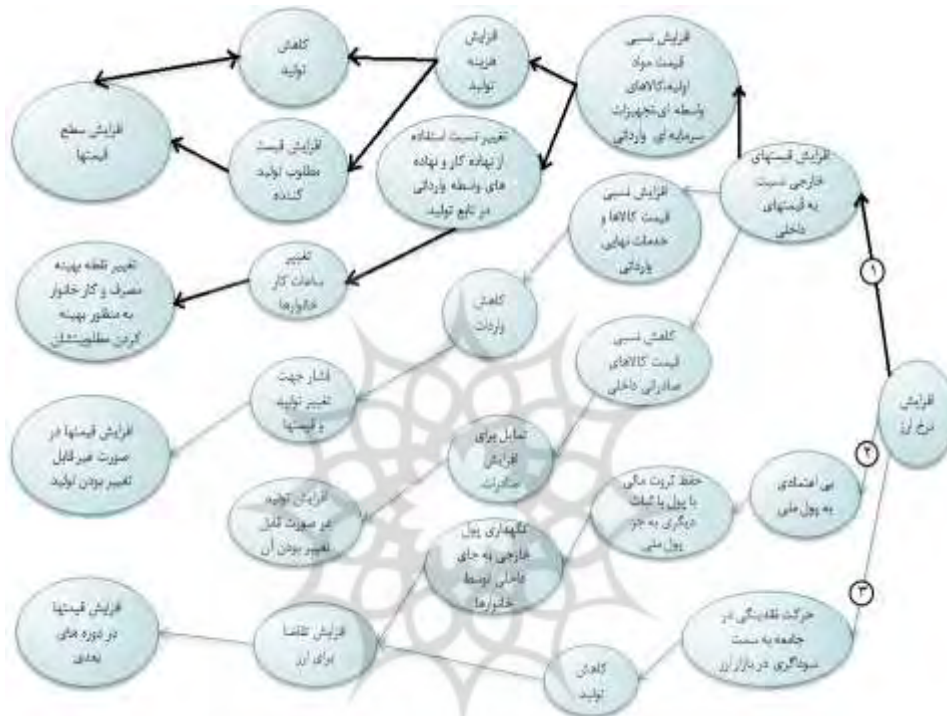 افزایش
نرخ ارز
۱
افزایش قیمتهای
خارجی نسبت
به قیمتهای
داخلی
افزایش نسبی
قیمت مواد
اولیه،کالاهای
واسطه ای،تجهیزات
سرمایه ای وارداتی
افزایش
هزینه
تولید
کاهش
تولید
افزایش قیمت
مطلوب تولید
کننده
افزایش سطح
قیمتها
تغییر نسبت استفاده
از نهاده کار و نهاده
های واسطه وارداتی
در تابع تولید
تغییر
ساعات کار
خانوارها
تغییر نقطه بهینه
مصرف و کار خانوار
به منظور بهینه
کردن مطلوبیتشان
افزایش نسبی
قیمت کالاها و
خدمات نهایی
وارداتی
کاهش
واردات
فشار جهت
تغییر تولید
و قیمتها
افزایش قیمتها در
صورت غیر قابل
تغییر بودن تولید
کاهش نسبی
قیمت کالاهای
صادراتی داخلی
تمایل برای
افزایش
صادرات
افزایش تولید
در صورت قابل
تغییر بودن آن
۲
بی اعتمادی
به پول ملی
حفظ ثروت مالی
با پول با ثبات
دیگری به جز
پول ملی
نگهداری پول
خارجی به جای
داخلی توسط
خانوارها
افزایش تقاضا
برای ارز
افزایش قیمتها
در دوره های
بعدی
۳
حرکت نقدینگی در
جامعه به سمت
سوداگری در بازار ارز
کاهش
تولید